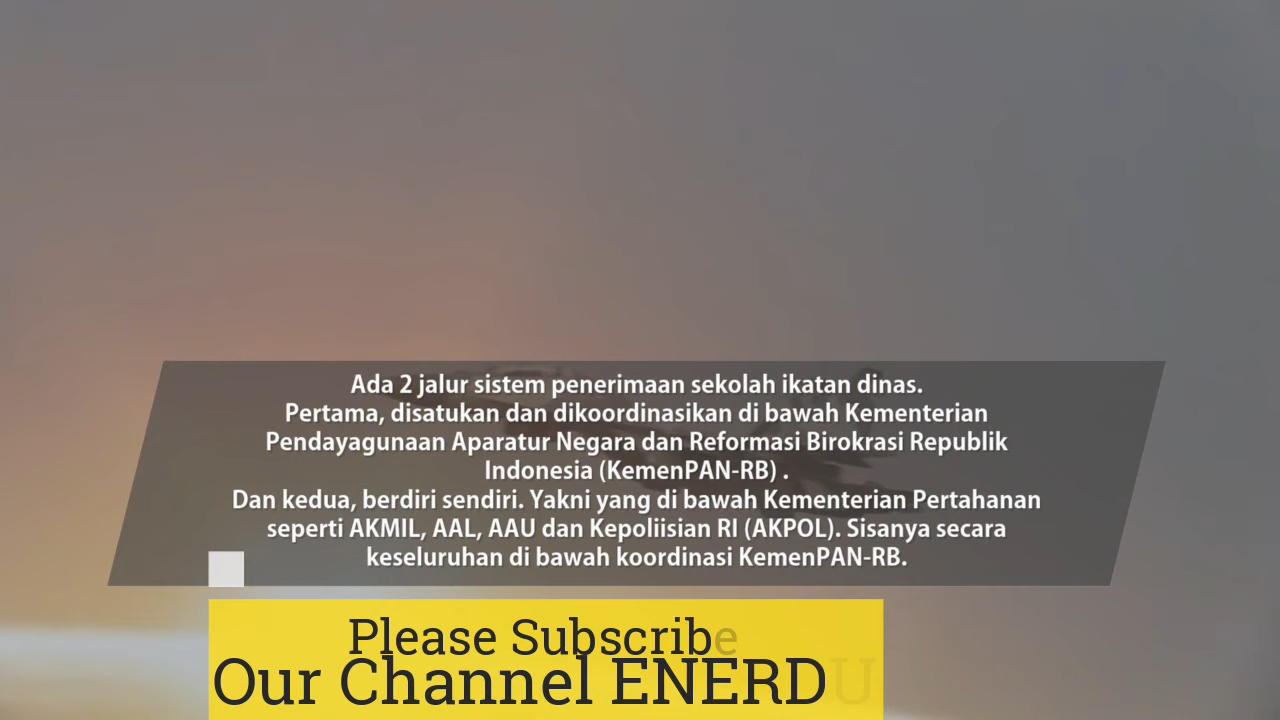 Ada 2 jalur sistem penerimaan sekolah ikatan dinas.
Pertama, disatukan dan dikoordinasikan di bawah Kementerian
Pendayagunaan Aparatur Negara dan Reformasi Birokrasi Republik
Indonesia (KemenPAN-RB) .
Dan kedua, berdiri sendiri. Yakni yang di bawah Kementerian Pertahanan
seperti AKMIL, AAL, AAU dan Kepoliisian RI (AKPOL). Sisanya secara
keseluruhan di bawah koordinasi KemenPAN-RB.
Please Subscribe
Our Channel ENERDU